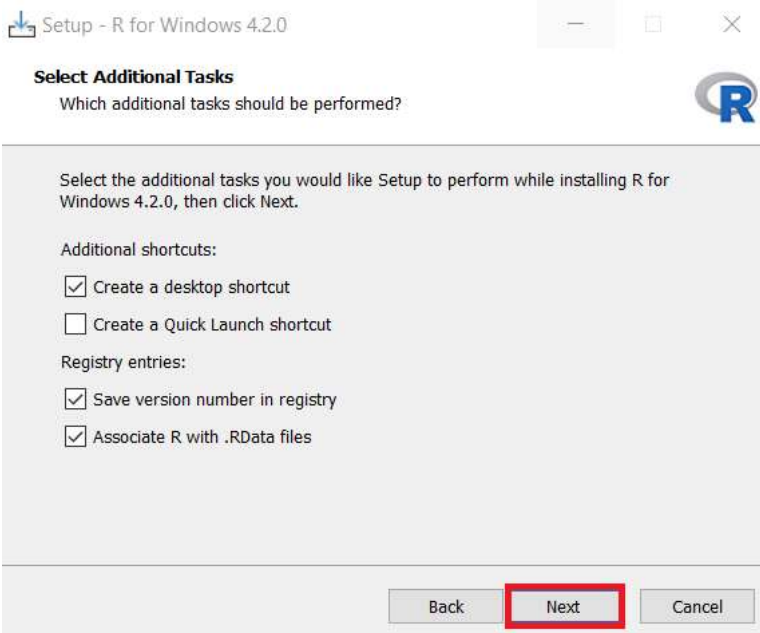 Setup - R for Windows 4.2.0
Select Additional Tasks
Which additional tasks should be performed?
R
Select the additional tasks you would like Setup to perform while installing R for
Windows 4.2.0, then click Next.
Additional shortcuts:
Create a desktop shortcut
Create a Quick Launch shortcut
Registry entries:
Save version number in registry
Associate R with .RData files
Back Next Cancel